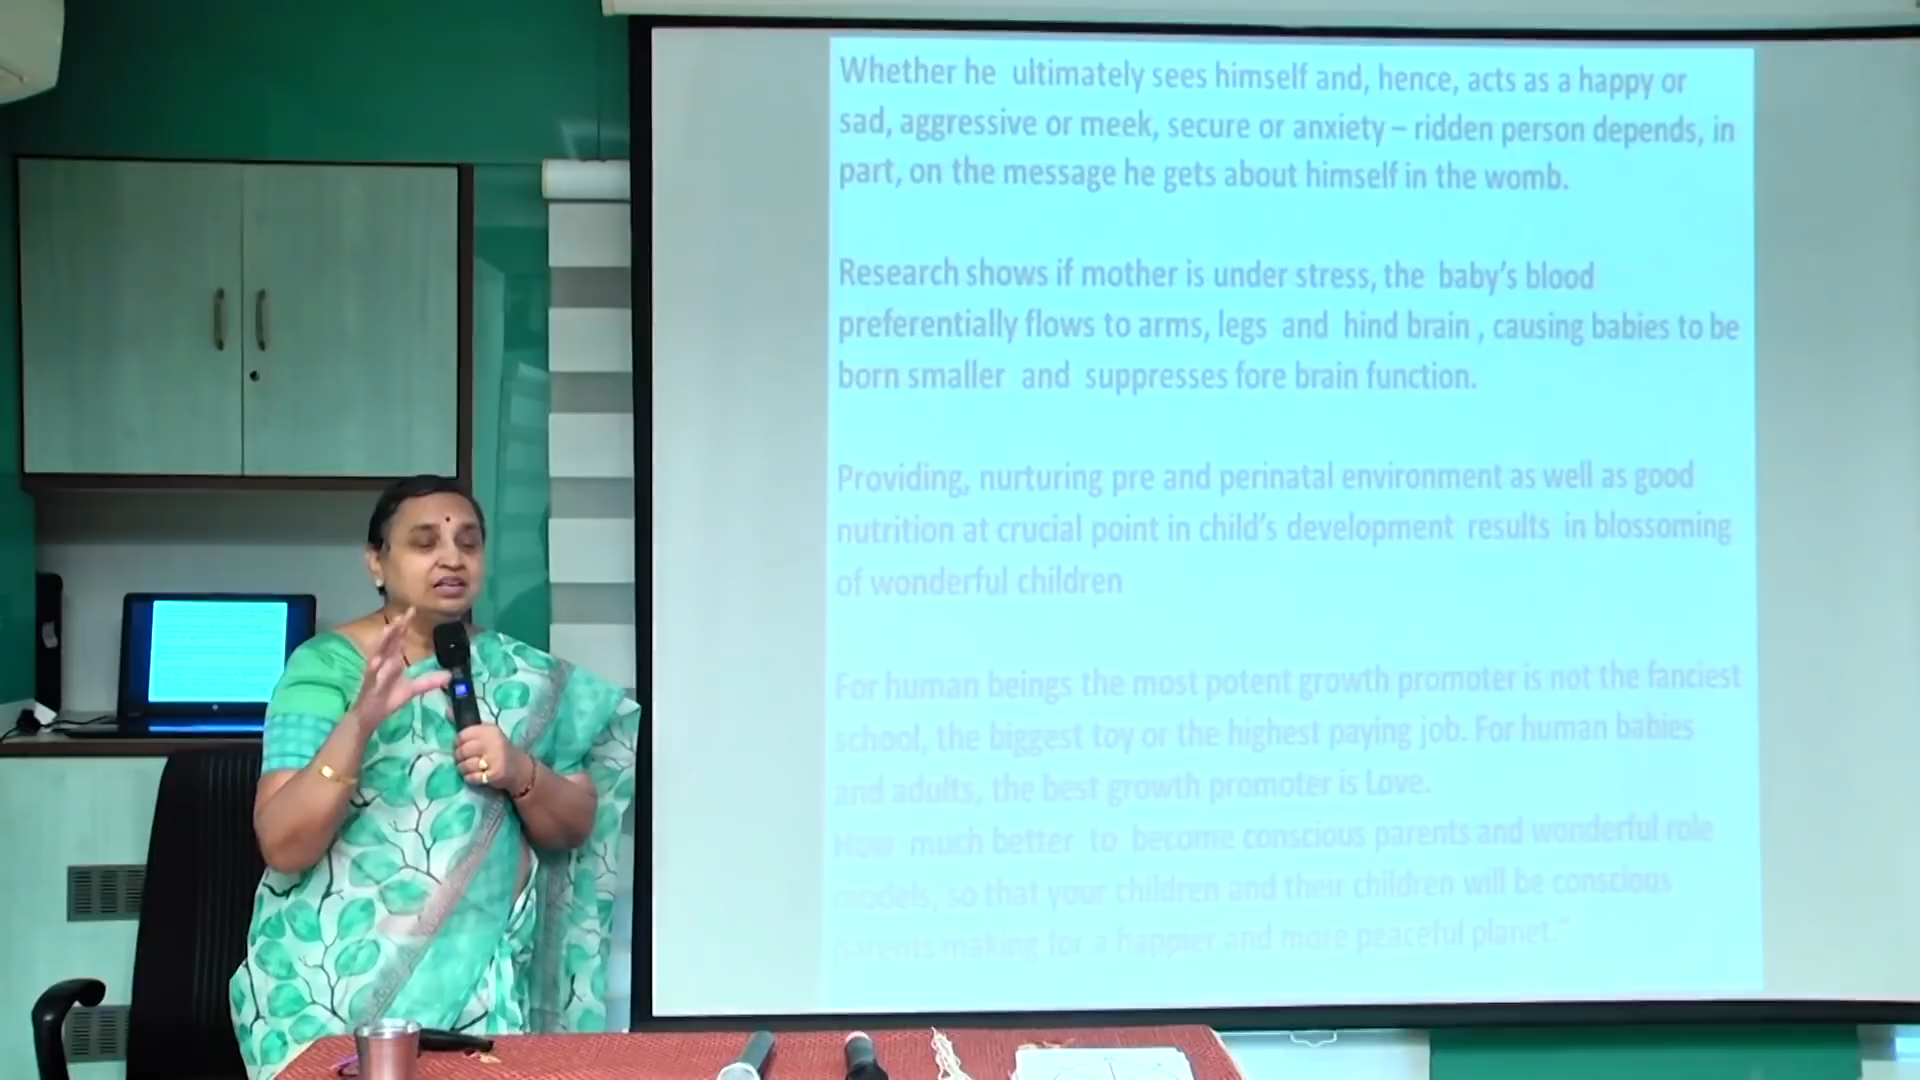 Whether he ultimately sees himself and, hence, acts as a happy or
sad, aggressive or meek, secure or anxiety – ridden person depends, in
part, on the message he gets about himself in the womb.
Research shows if mother is under stress, the baby's blood
preferentially flows to arms, legs and hind brain , causing babies to be
born smaller and suppresses fore brain function.
Providing, nurturing pre and perinatal environment as well as good
nutrition at crucial point in child's development results in blossoming
of wonderful children
For human beings the most potent growth promoter is not the fanciest
school, the biggest toy or the highest paying job. For human babies
and adults, the best growth promoter is Love.
How much better to become conscious parents and wonderful role
models, so that your children and their children will be conscious
parents making for a happier and more peaceful planet."